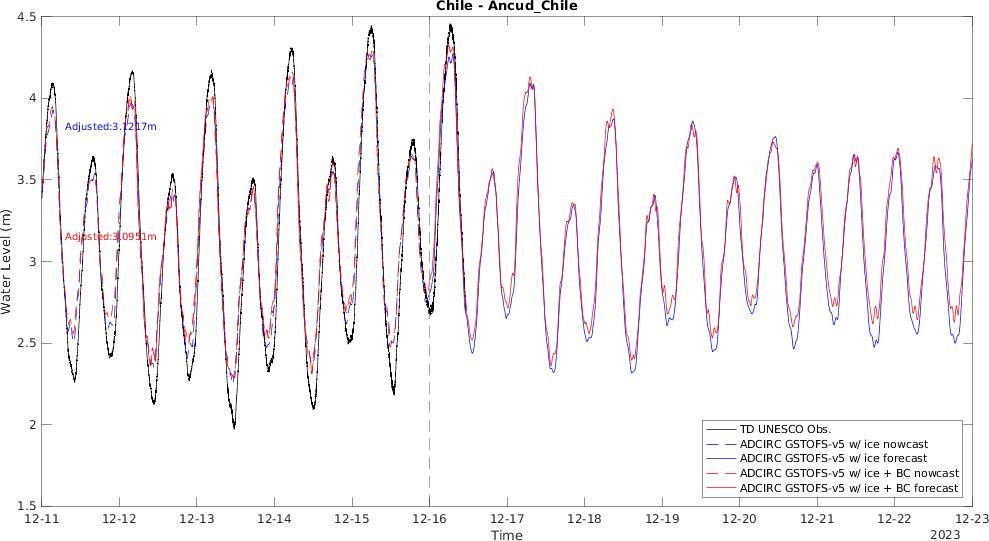 Chile - Ancud_Chile
4.5
4
3.5
3
2.5
2
1.5
Water Level (m)
Adjusted:3.1217m
Adjusted:3.0951m
TD UNESCO Obs.
ADCIRC GSTOFS-v5 w/ ice nowcast
ADCIRC GSTOFS-v5 w/ ice forecast
ADCIRC GSTOFS-v5 w/ ice + BC nowcast
ADCIRC GSTOFS-v5 w/ ice + BC forecast
12-11 12-12 12-13 12-14 12-15 12-16 12-17 12-18 12-19 12-20 12-21 12-22 12-23
Time
2023